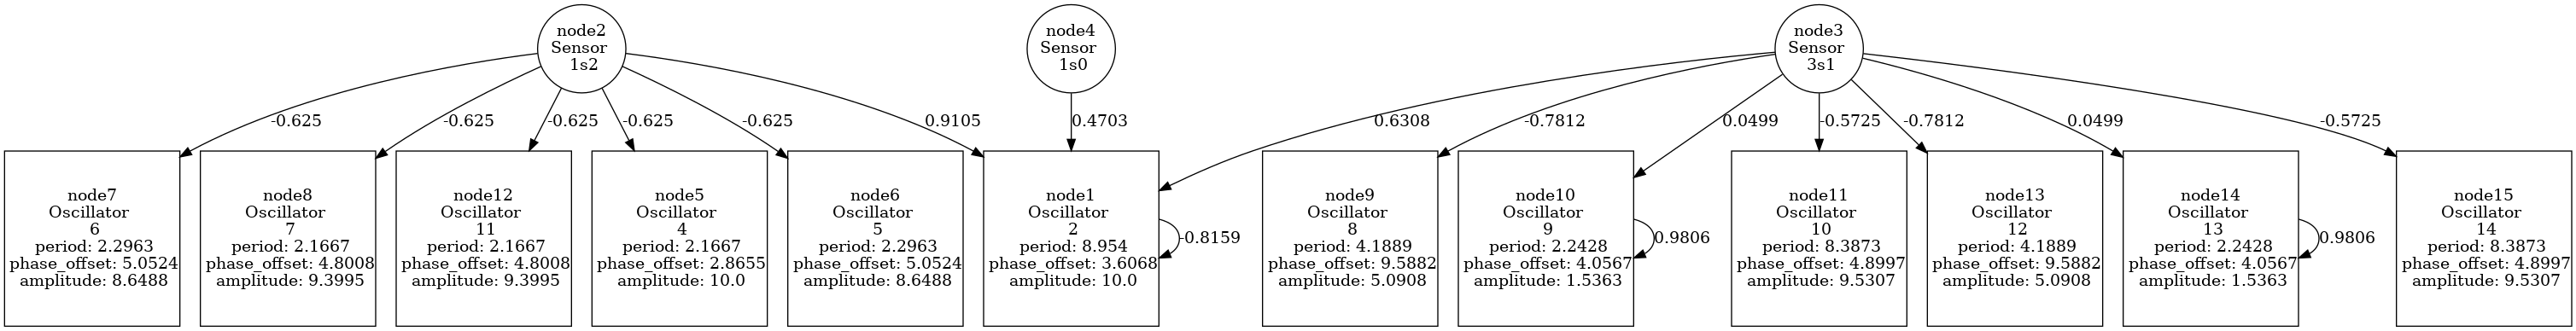 node2
Sensor
1s2
node4
Sensor
1s0
node3
Sensor
3s1
-0.625
-0.625
-0.625
-0.625
-0.625
0.9105
0.4703
0.6308
-0.7812
0.0499
-0.5725
-0.7812
0.0499
-0.5725
node7
Oscillator
6
period: 2.2963
phase_offset: 5.0524
amplitude: 8.6488
node8
Oscillator
7
period: 2.1667
phase_offset: 4.8008
amplitude: 9.3995
node12
Oscillator
11
period: 2.1667
phase_offset: 4.8008
amplitude: 9.3995
node5
Oscillator
4
period: 2.1667
phase_offset: 2.8655
amplitude: 10.0
node6
Oscillator
5
period: 2.2963
phase_offset: 5.0524
amplitude: 8.6488
node1
Oscillator
2
period: 8.954
phase_offset: 3.6068
amplitude: 10.0
-0.8159
node9
Oscillator
8
period: 4.1889
phase_offset: 9.5882
amplitude: 5.0908
node10
Oscillator
9
period: 2.2428
phase_offset: 4.0567
amplitude: 1.5363
0.9806
node11
Oscillator
10
period: 8.3873
phase_offset: 4.8997
amplitude: 9.5307
node13
Oscillator
12
period: 4.1889
phase_offset: 9.5882
amplitude: 5.0908
node14
Oscillator
13
period: 2.2428
phase_offset: 4.0567
amplitude: 1.5363
0.9806
node15
Oscillator
14
period: 8.3873
phase_offset: 4.8997
amplitude: 9.5307